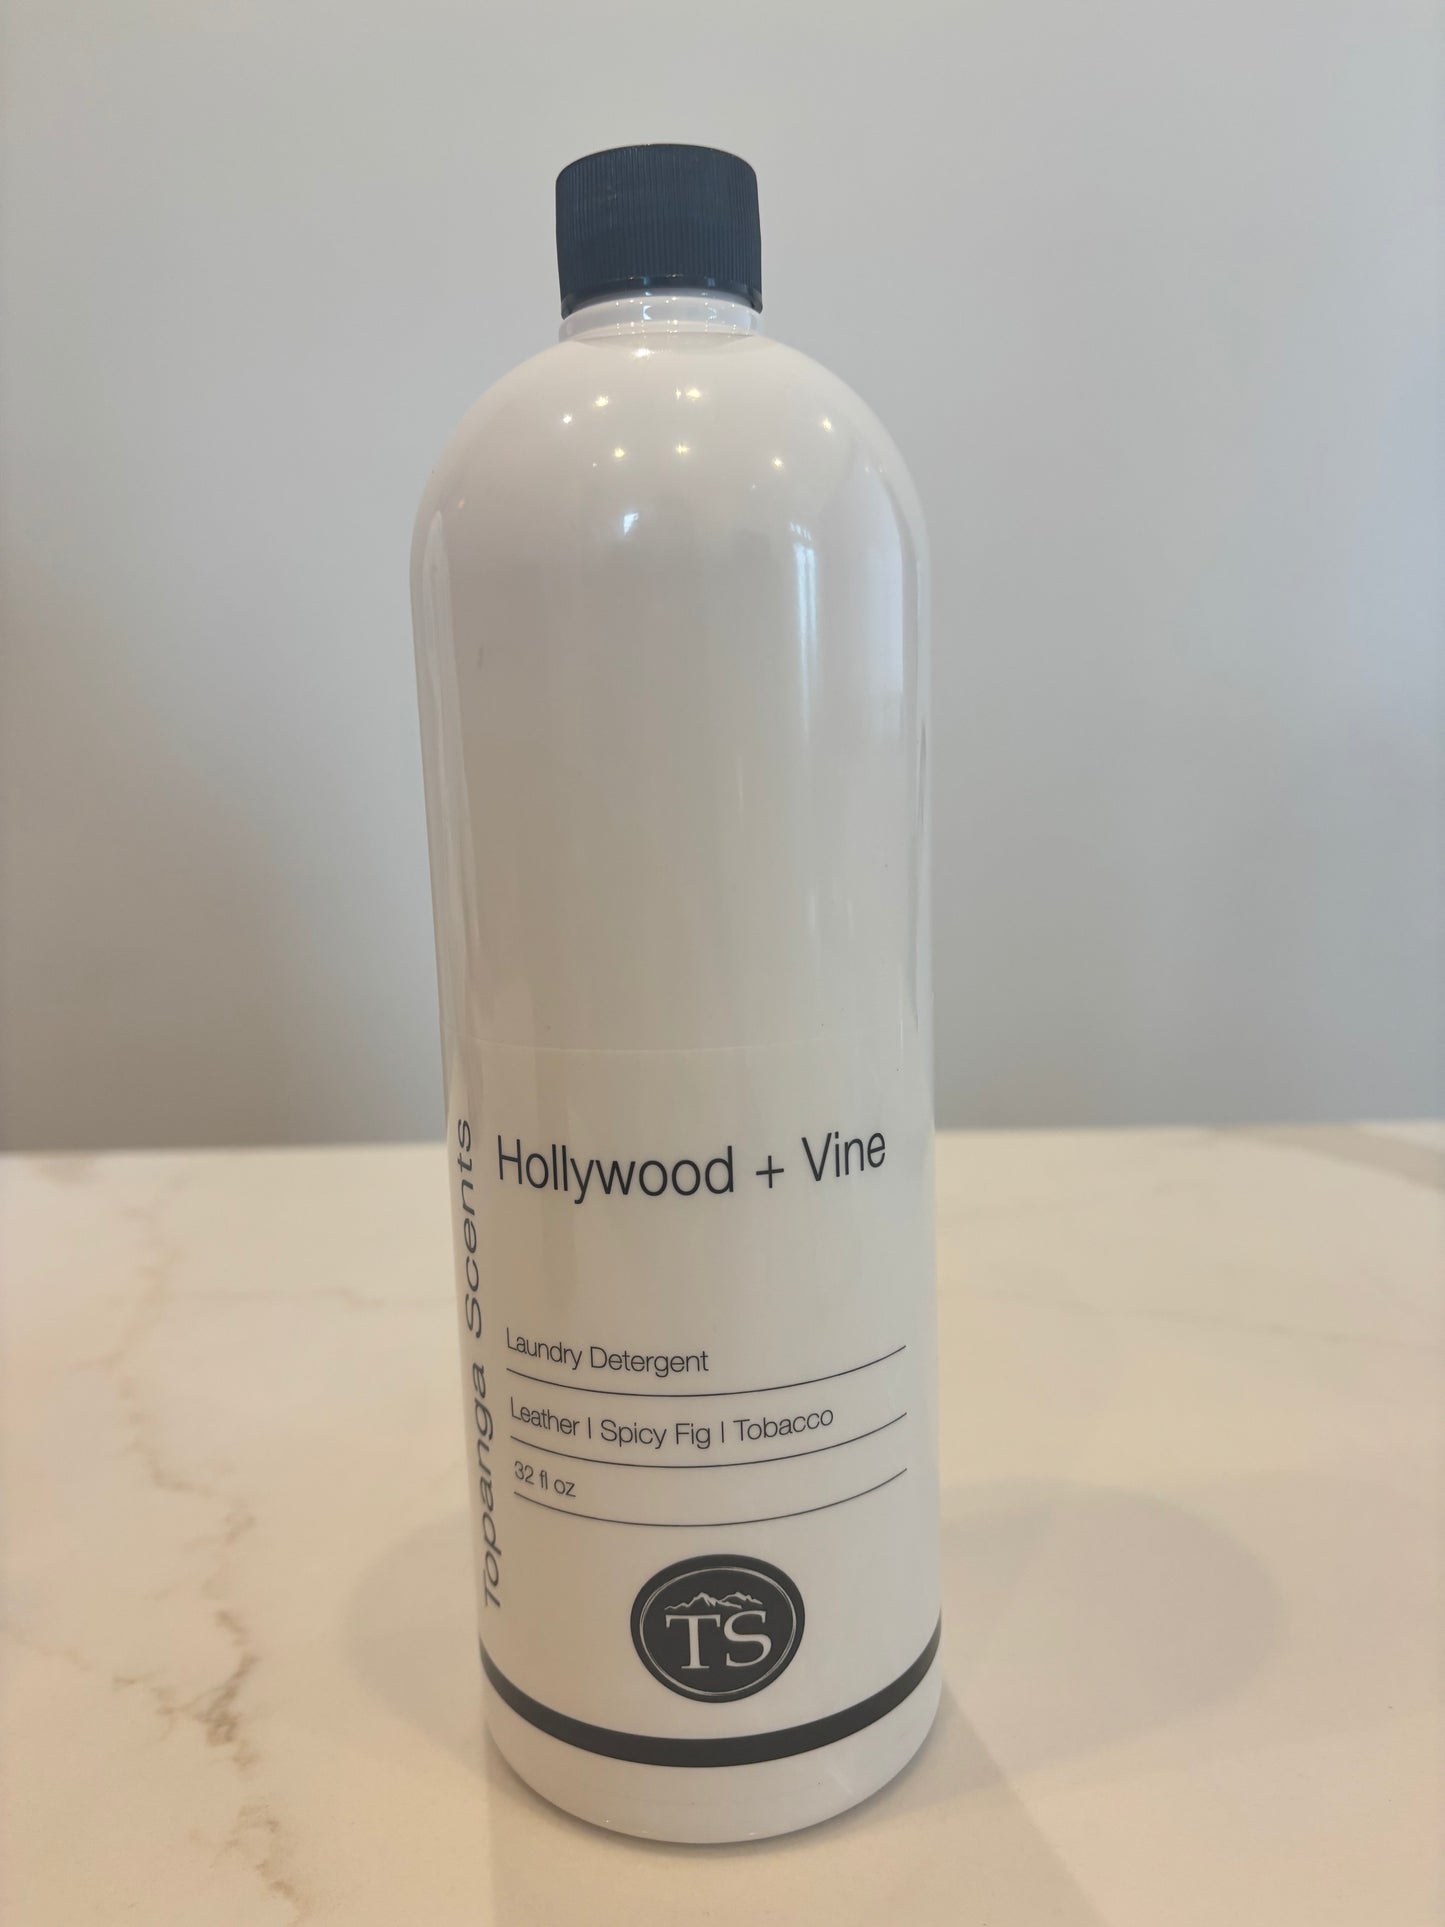 Hollywood + Vine
Topanga Scents
Laundry Detergent
Leather | Spicy Fig | Tobacco
32 fl oz
TS